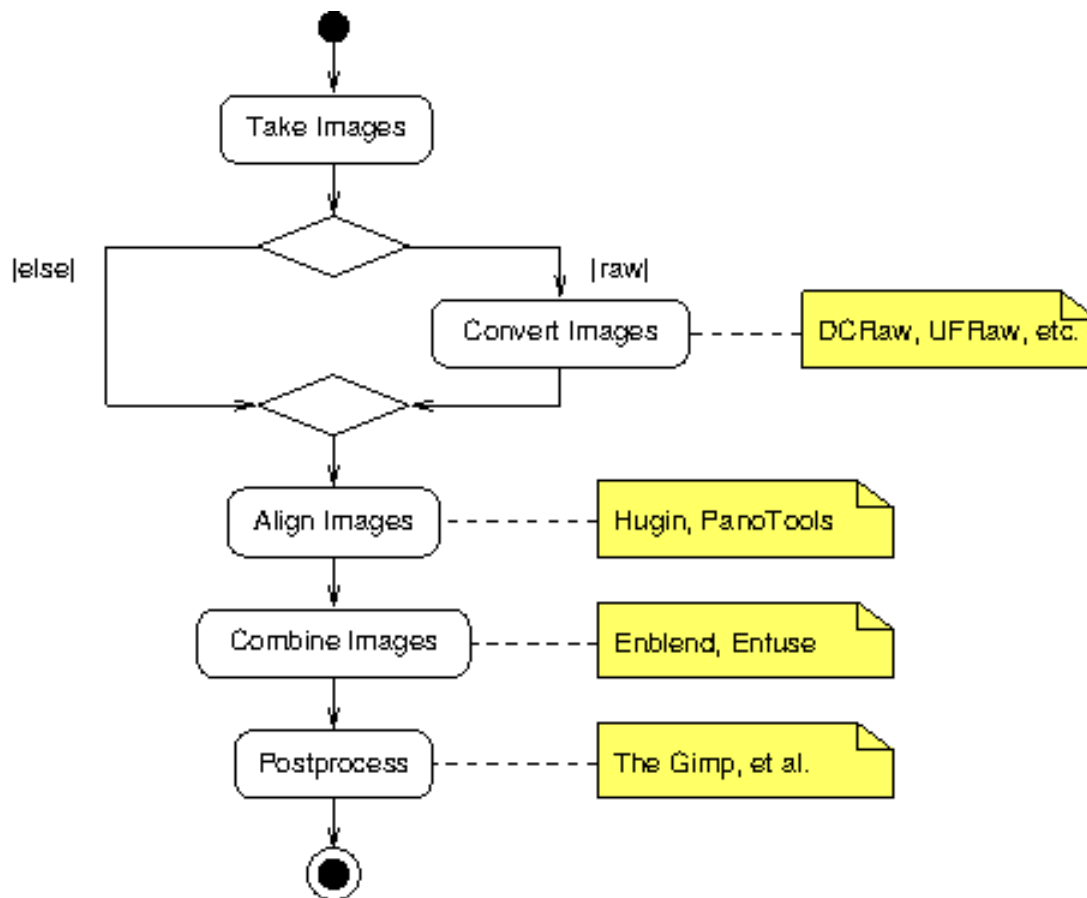 Take Images
|else|
|raw|
Convert Images
DCRaw, UFRaw, etc.
Align Images
Hugin, PanoTools
Combine Images
Enblend, Enfuse
Postprocess
The Gimp, et al.